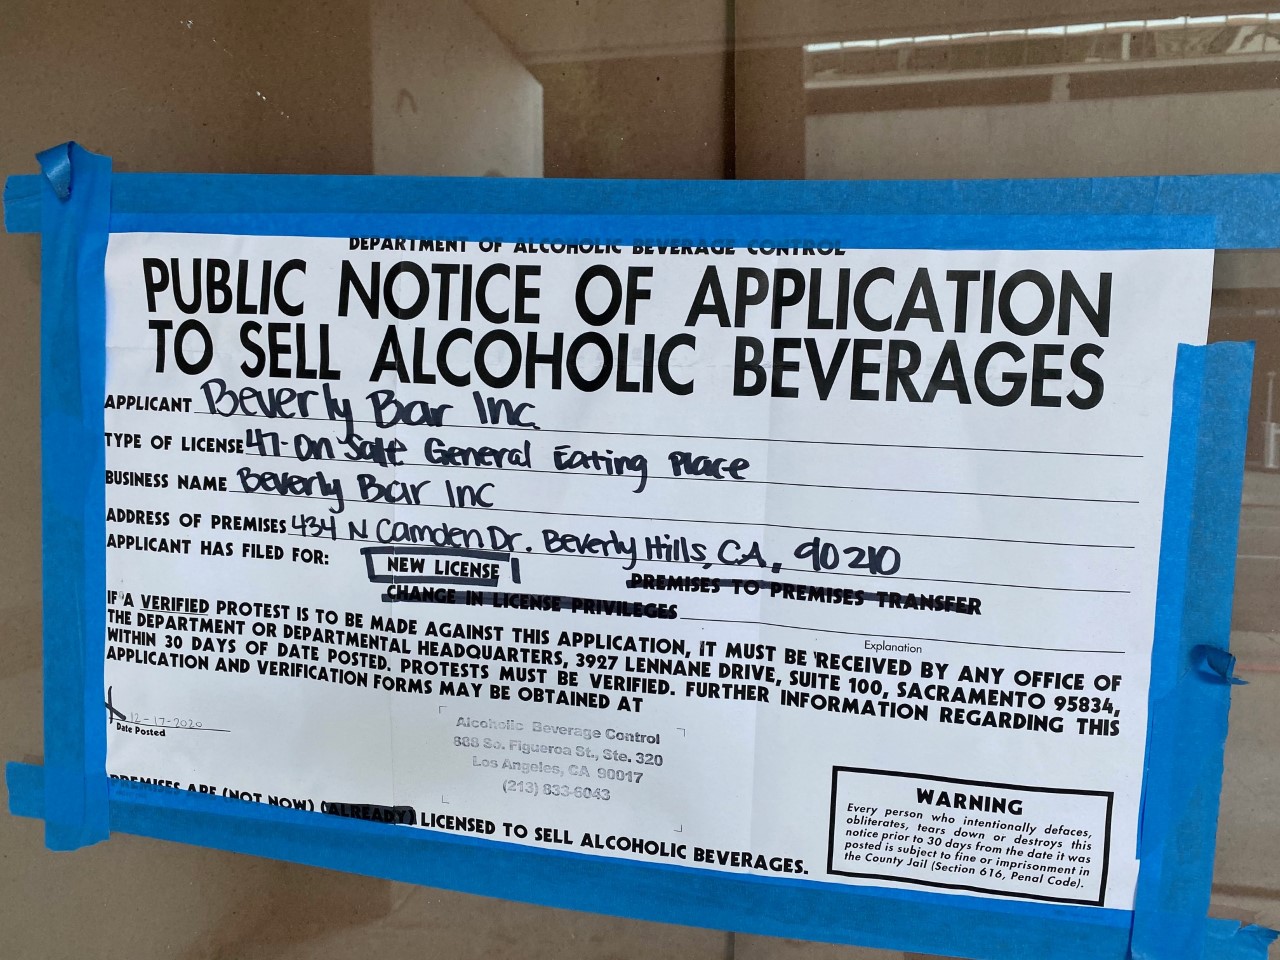 DEPARTMENT OF ALCOHOLIC BEVERAGE CONTROL
PUBLIC NOTICE OF APPLICATION
TO SELL ALCOHOLIC BEVERAGES
APPLICANT Beverly Bar Inc.
TYPE OF LICENSE 47-On Sale General Eating Place
BUSINESS NAME Beverly Bar Inc
ADDRESS OF PREMISES 434 N Camden Dr. Beverly Hills, CA, 90210
APPLICANT HAS FILED FOR: NEW LICENSE PREMISES TO PREMISES TRANSFER
CHANGE IN LICENSE PRIVILEGES
Explanation
IF A VERIFIED PROTEST IS TO BE MADE AGAINST THIS APPLICATION, IT MUST BE RECEIVED BY ANY OFFICE OF
THE DEPARTMENT OR DEPARTMENTAL HEADQUARTERS, 3927 LENNANE DRIVE, SUITE 100, SACRAMENTO 95834,
WITHIN 30 DAYS OF DATE POSTED. PROTESTS MUST BE VERIFIED. FURTHER INFORMATION REGARDING THIS
APPLICATION AND VERIFICATION FORMS MAY BE OBTAINED AT
12-17-2020
Date Posted
Alcoholic Beverage Control
888 So. Figueroa St., Ste. 320
Los Angeles, CA 90017
(213) 833-6043
PREMISES ARE (NOT NOW) (ALREADY) LICENSED TO SELL ALCOHOLIC BEVERAGES.
WARNING
Every person who intentionally defaces,
obliterates, tears down or destroys this
notice prior to 30 days from the date it was
posted is subject to fine or imprisonment in
the County Jail (Section 616, Penal Code).